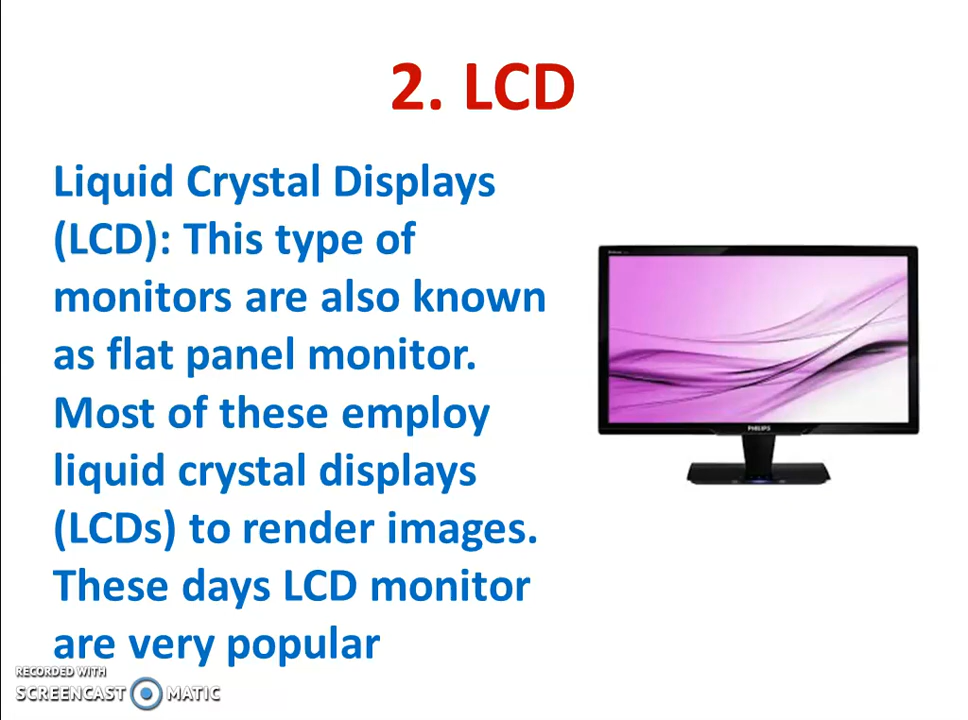 2. LCD
Liquid Crystal Displays
(LCD): This type of
monitors are also known
as flat panel monitor.
Most of these employ
liquid crystal displays
(LCDs) to render images.
These days LCD monitor
are very popular
PHILIPS
RECORDED WITH
SCREENCAST MATIC